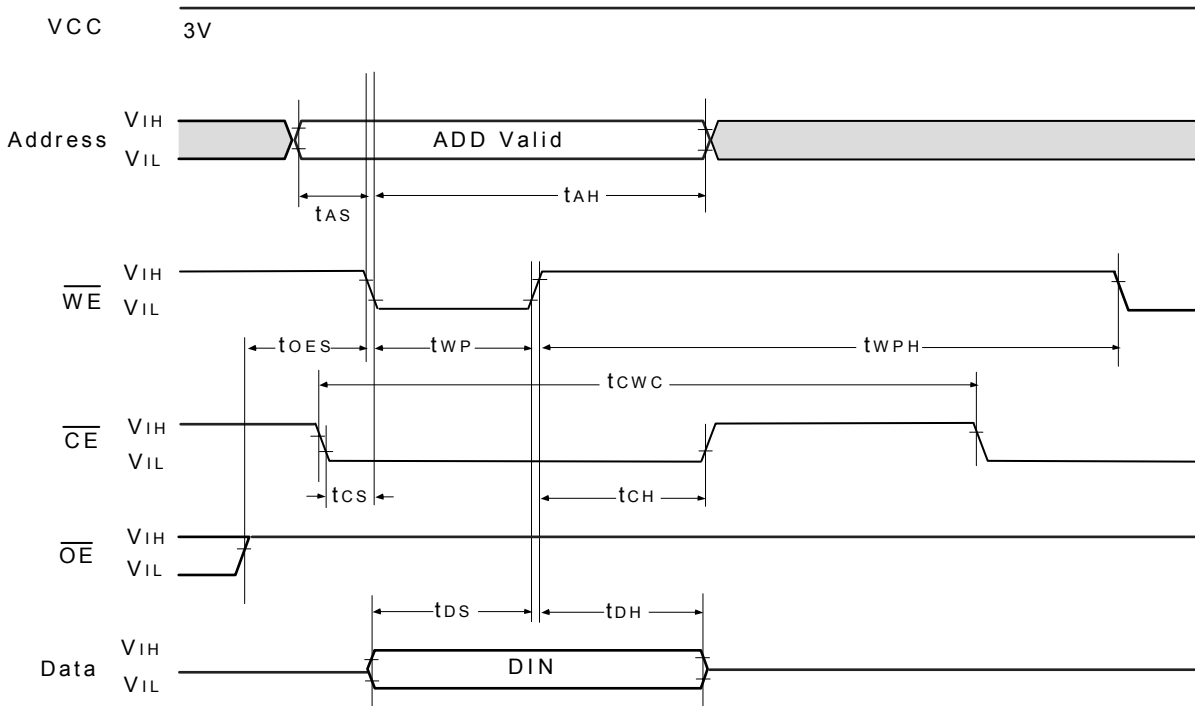 VCC 3V
Address VIH ADD Valid
VIL
tAS tAH
WE VIH
VIL
tOES tWP tWPH
tCWC
CE VIH
VIL
tCS tCH
OE VIH
VIL
tDS tDH
Data VIH DIN
VIL